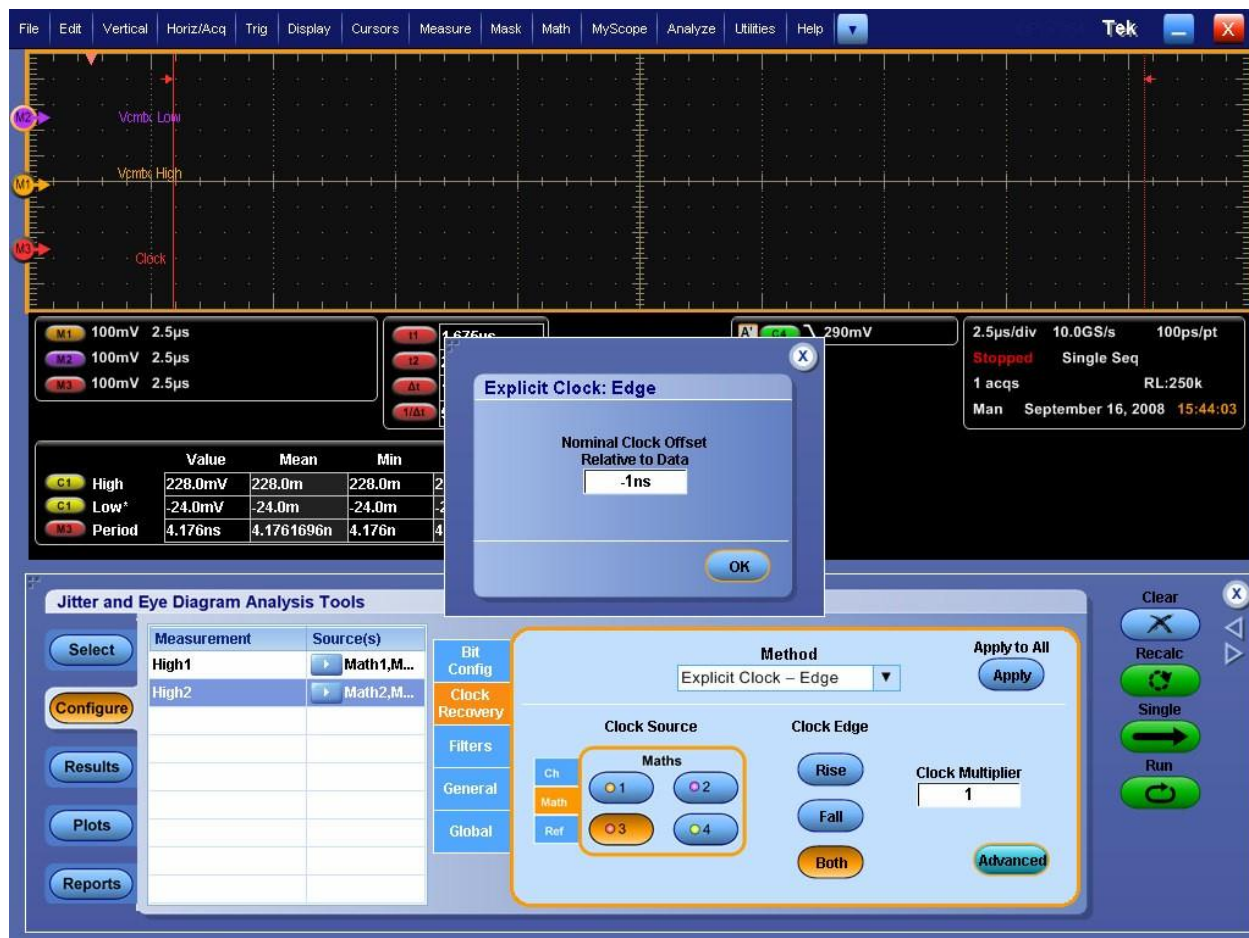 File Edit Vertical Horiz/Acq Trig Display Cursors Measure Mask Math MyScope Analyze Utilities Help Tek X
M2 Vcmtx Low
M1 Vcmtx High
M3 Clock
M1 100mV 2.5µs
M2 100mV 2.5µs
M3 100mV 2.5µs
t1 1.675µs
t2
Δt
1/Δt
A' C4 290mV
2.5µs/div 10.0GS/s 100ps/pt
Stopped Single Seq
1 acqs RL:250k
Man September 16, 2008 15:44:03
Value Mean Min
C1 High 228.0mV 228.0m 228.0m 2
C1 Low* -24.0mV -24.0m -24.0m -2
M3 Period 4.176ns 4.1761696n 4.176n 4
X
Explicit Clock: Edge
Nominal Clock Offset
Relative to Data
-1ns
OK
Jitter and Eye Diagram Analysis Tools
Select
Configure
Results
Plots
Reports
Measurement Source(s)
High1 Math1,M...
High2 Math2,M...
Bit
Config
Clock
Recovery
Filters
General
Global
Method
Explicit Clock – Edge
Apply to All
Apply
Clock Source
Ch
Math
Ref
Maths
1 2
3 4
Clock Edge
Rise
Fall
Both
Clock Multiplier
1
Advanced
X
Clear
Recalc
Single
Run